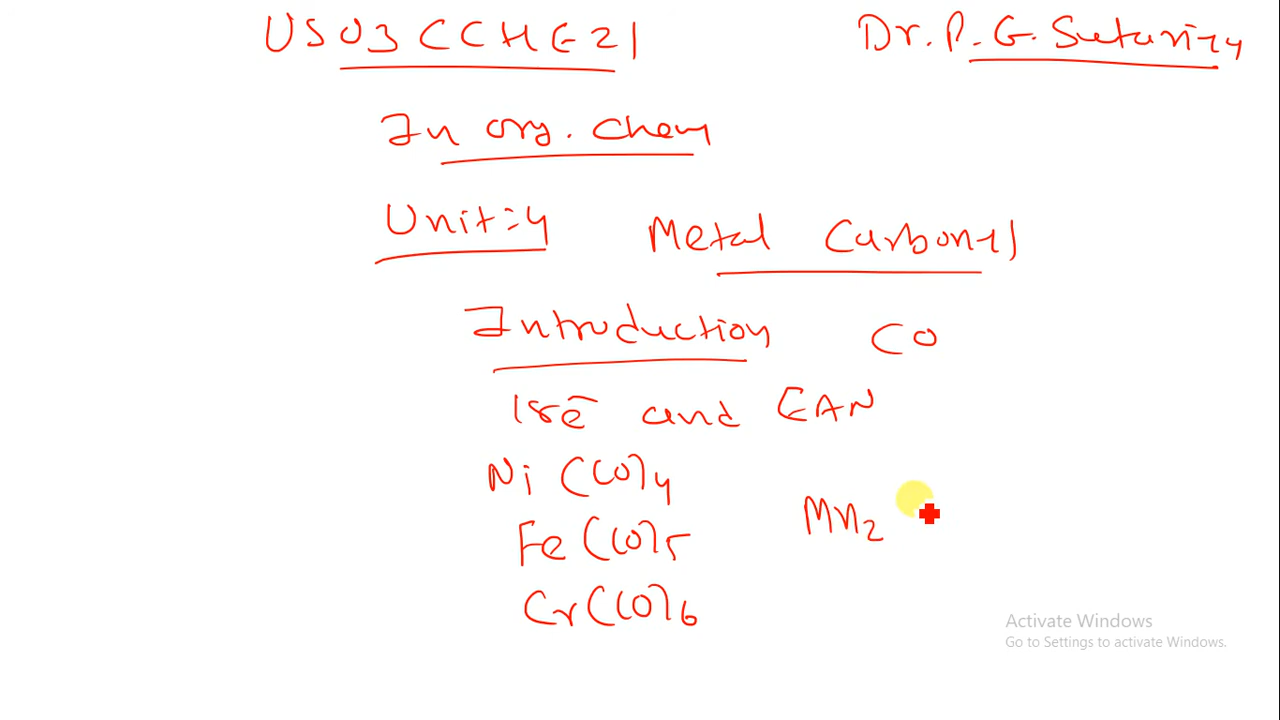 US03CCHE21 Dr. P. G. Sutariya
In org. Chem
Unit:4 Metal Carbonyl
Introduction CO
18e⁻ and EAN
Ni(CO)4
Fe(CO)5 Mn2
Cr(CO)6
Activate Windows
Go to Settings to activate Windows.